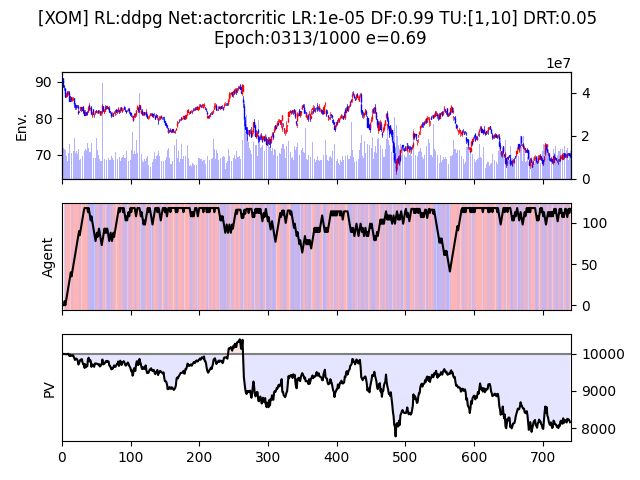 [XOM] RL:ddpg Net:actorcritic LR:1e-05 DF:0.99 TU:[1,10] DRT:0.05
Epoch:0313/1000 e=0.69
1e7
90
80
70
Env.
4
2
0
Agent
100
50
0
PV
10000
9000
8000
0 100 200 300 400 500 600 700